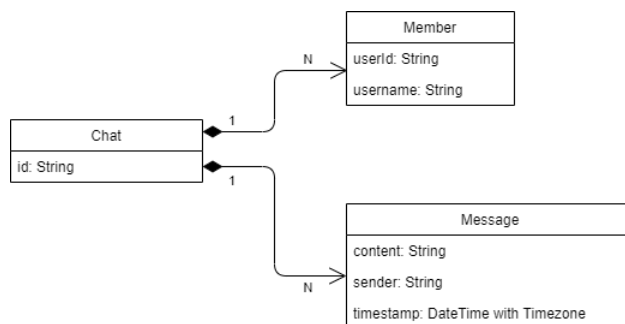 Member
userId: String
username: String
N
1
Chat
id: String
1
N
Message
content: String
sender: String
timestamp: DateTime with Timezone